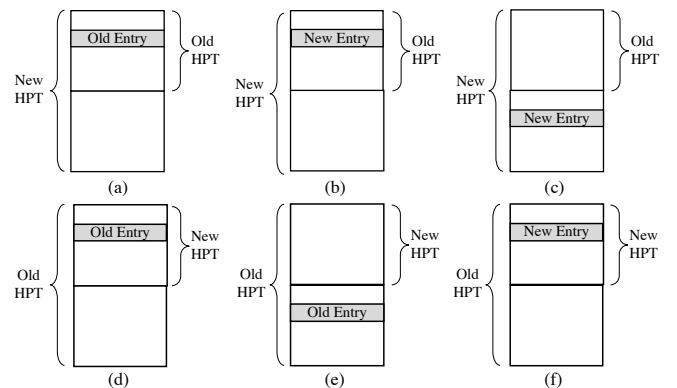 Old Entry
New
HPT
Old
HPT
(a)
New Entry
New
HPT
Old
HPT
(b)
New
HPT
Old
HPT
New Entry
(c)
Old Entry
Old
HPT
New
HPT
(d)
Old
HPT
New
HPT
Old Entry
(e)
New Entry
Old
HPT
New
HPT
(f)